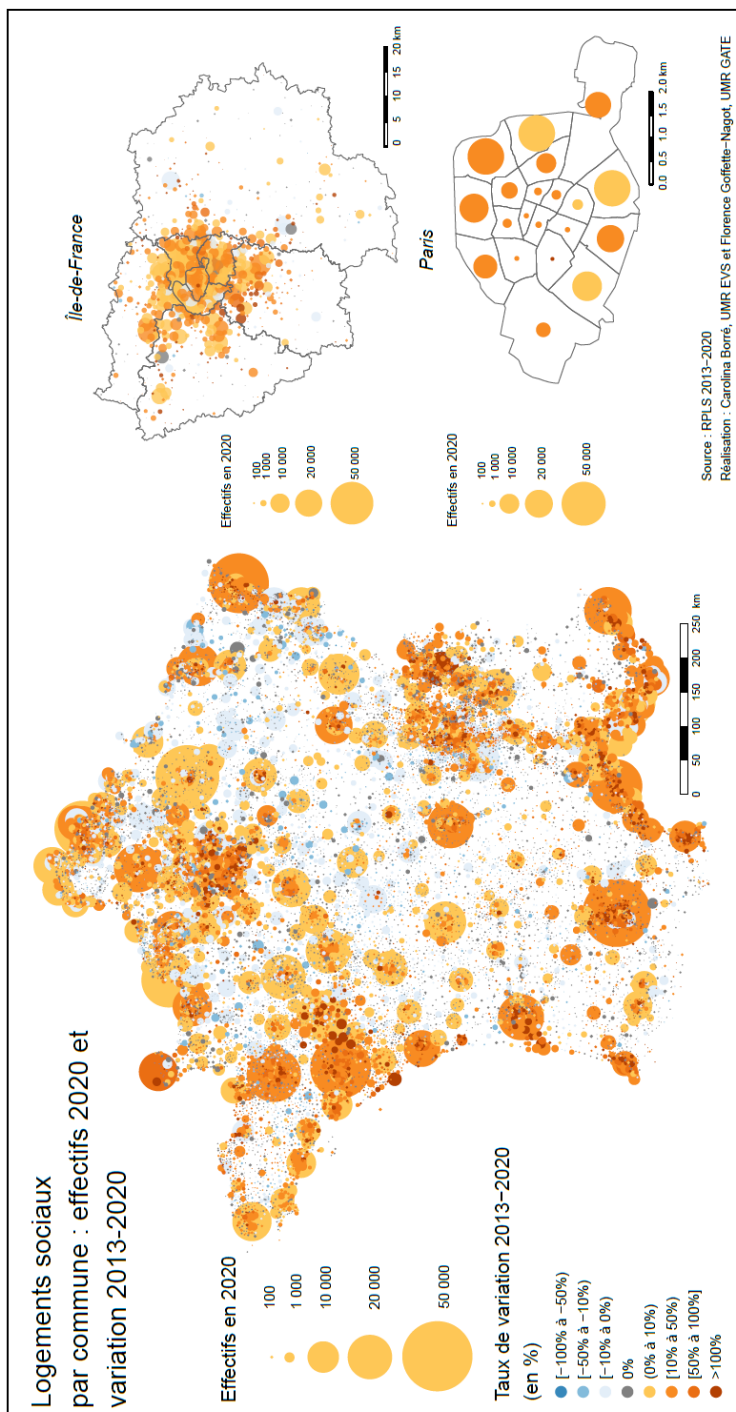 Logements sociaux
par commune : effectifs 2020 et
variation 2013-2020
Effectifs en 2020
100
1 000
10 000
20 000
50 000
Taux de variation 2013−2020
(en %)
[−100% à −50%)
[−50% à −10%)
[−10% à 0%)
0%
(0% à 10%)
[10% à 50%)
[50% à 100%]
>100%
0 50 100 150 200 250 km
Île-de-France
Effectifs en 2020
100
1 000
10 000
20 000
50 000
0 5 10 15 20 km
Paris
Effectifs en 2020
100
1 000
10 000
20 000
50 000
0.0 0.5 1.0 1.5 2.0 km
Source : RPLS 2013−2020
Réalisation : Carolina Borré, UMR EVS et Florence Goffette−Nagot, UMR GATE